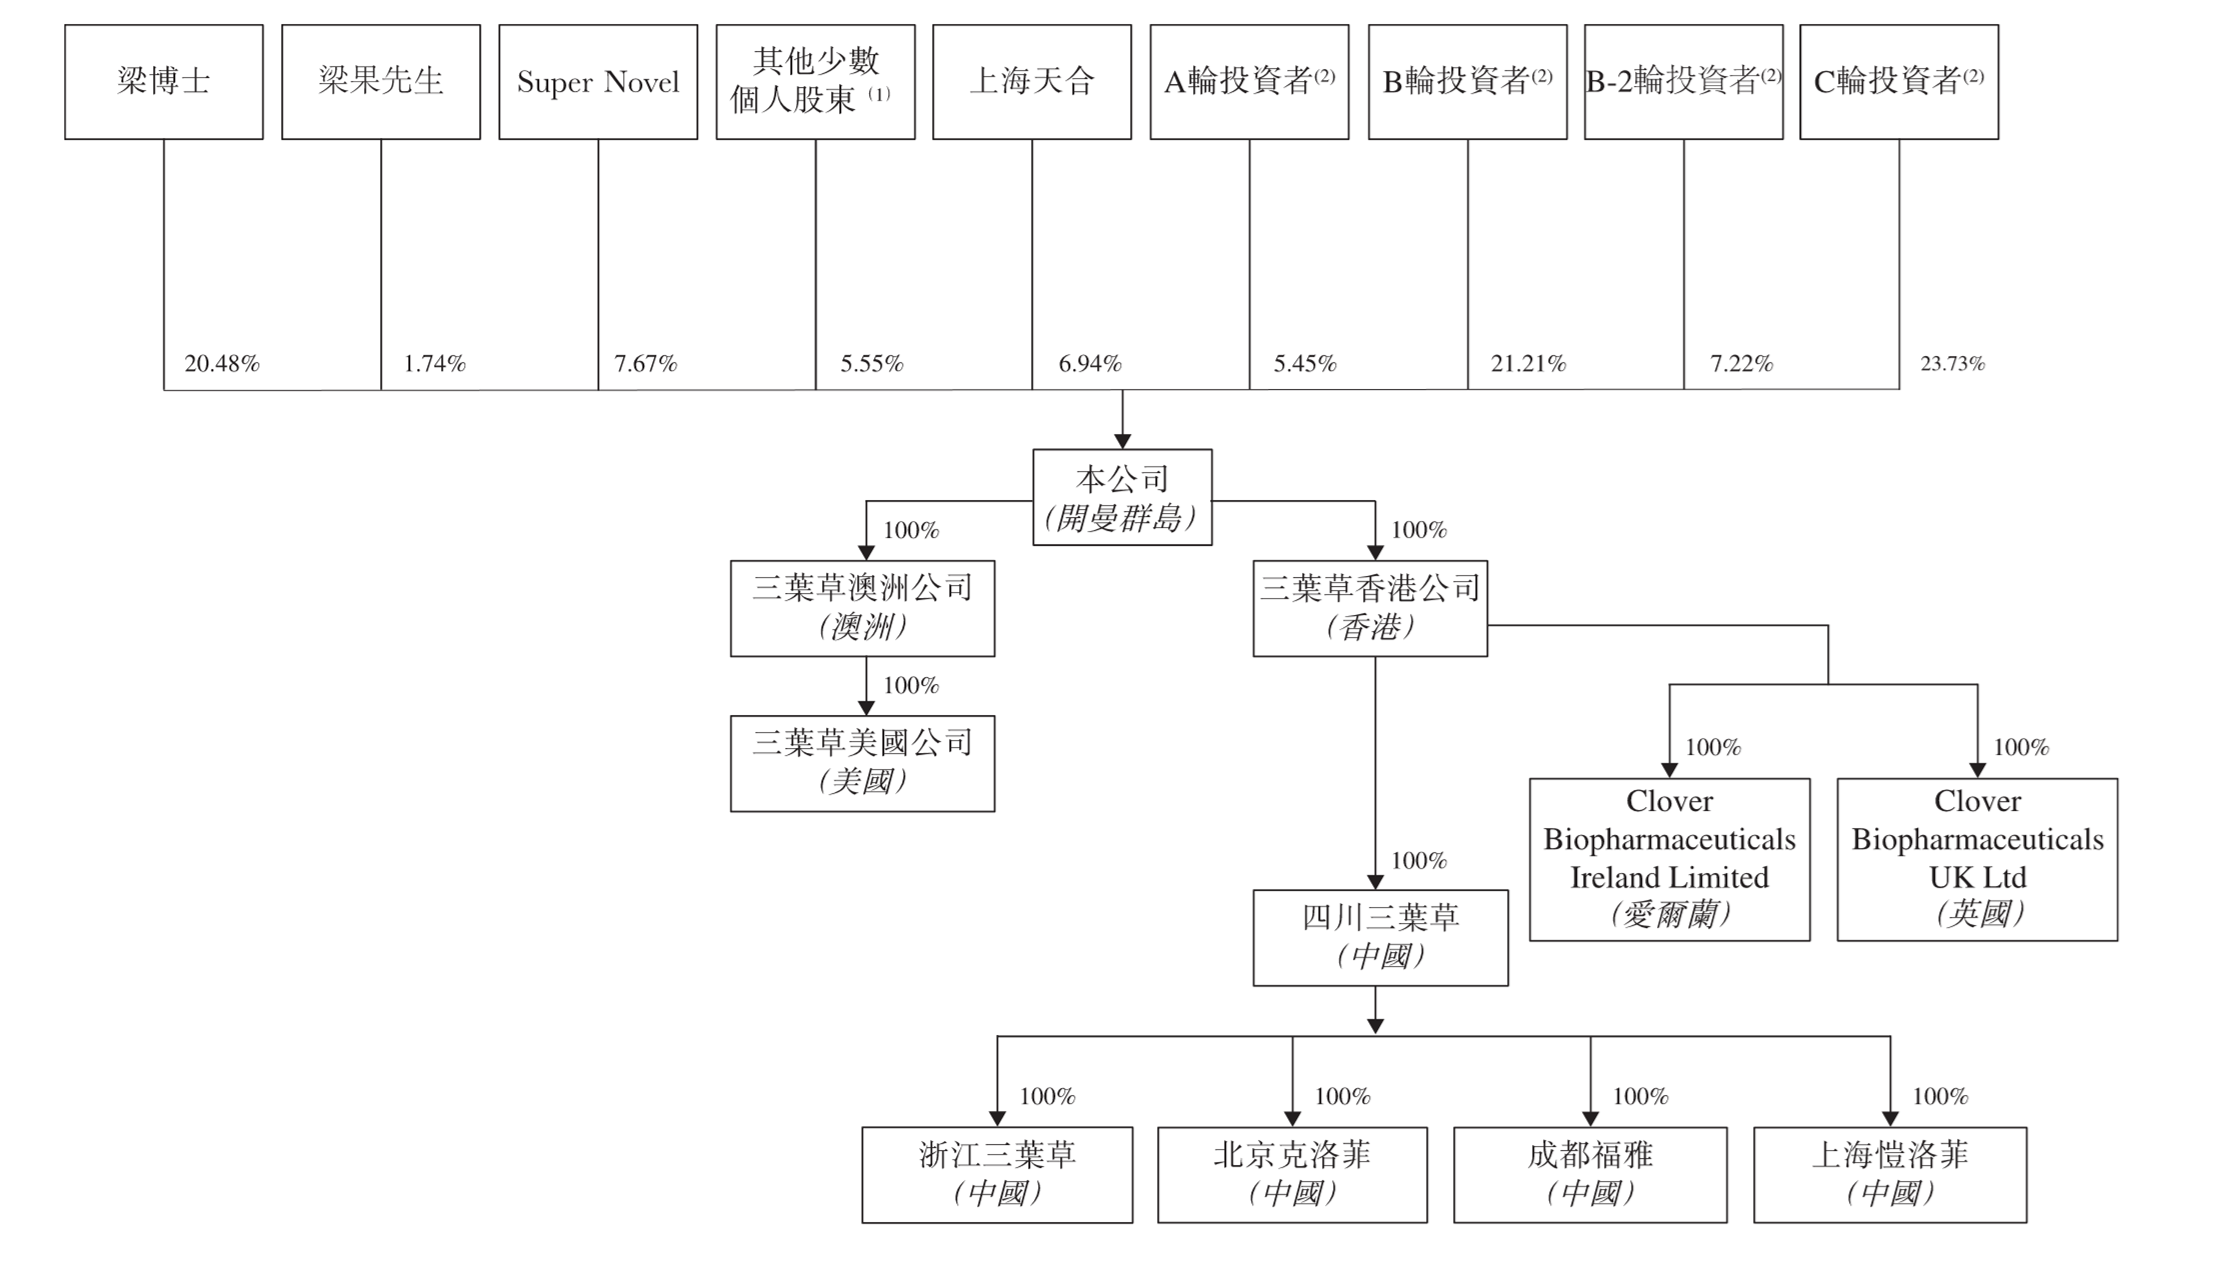 梁博士
梁果先生
Super Novel
其他少數
個人股東 (1)
上海天合
A輪投資者(2)
B輪投資者(2)
B-2輪投資者(2)
C輪投資者(2)
20.48%
1.74%
7.67%
5.55%
6.94%
5.45%
21.21%
7.22%
23.73%
本公司
(開曼群島)
100%
100%
三葉草澳洲公司
(澳洲)
三葉草香港公司
(香港)
100%
三葉草美國公司
(美國)
100%
100%
Clover
Biopharmaceuticals
Ireland Limited
(愛爾蘭)
Clover
Biopharmaceuticals
UK Ltd
(英國)
100%
四川三葉草
(中國)
100%
100%
100%
100%
浙江三葉草
(中國)
北京克洛菲
(中國)
成都福雅
(中國)
上海愷洛菲
(中國)